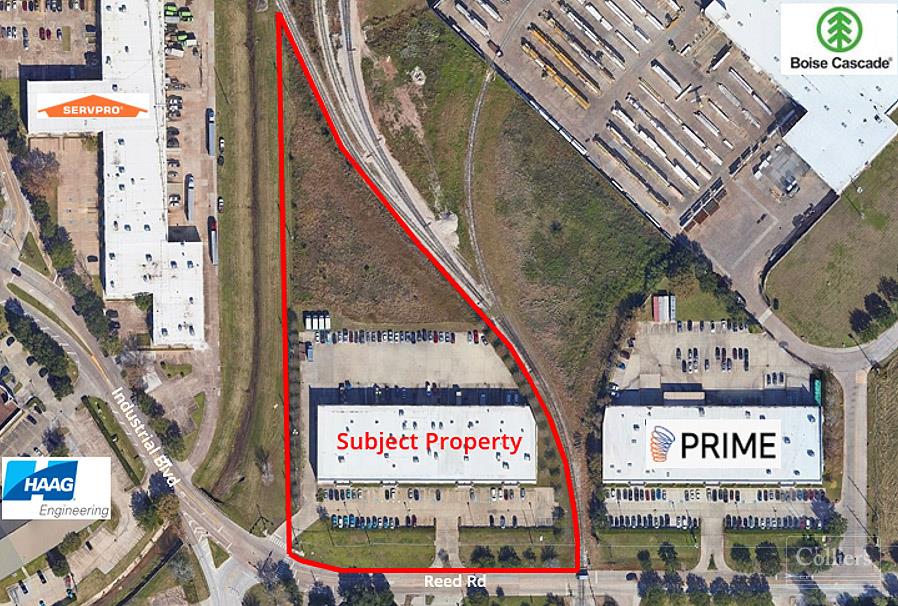 Boise Cascade®
SERVPRO®
Subject Property
PRIME
Industrial Blvd
HAAG
Engineering
Reed Rd
Colliers